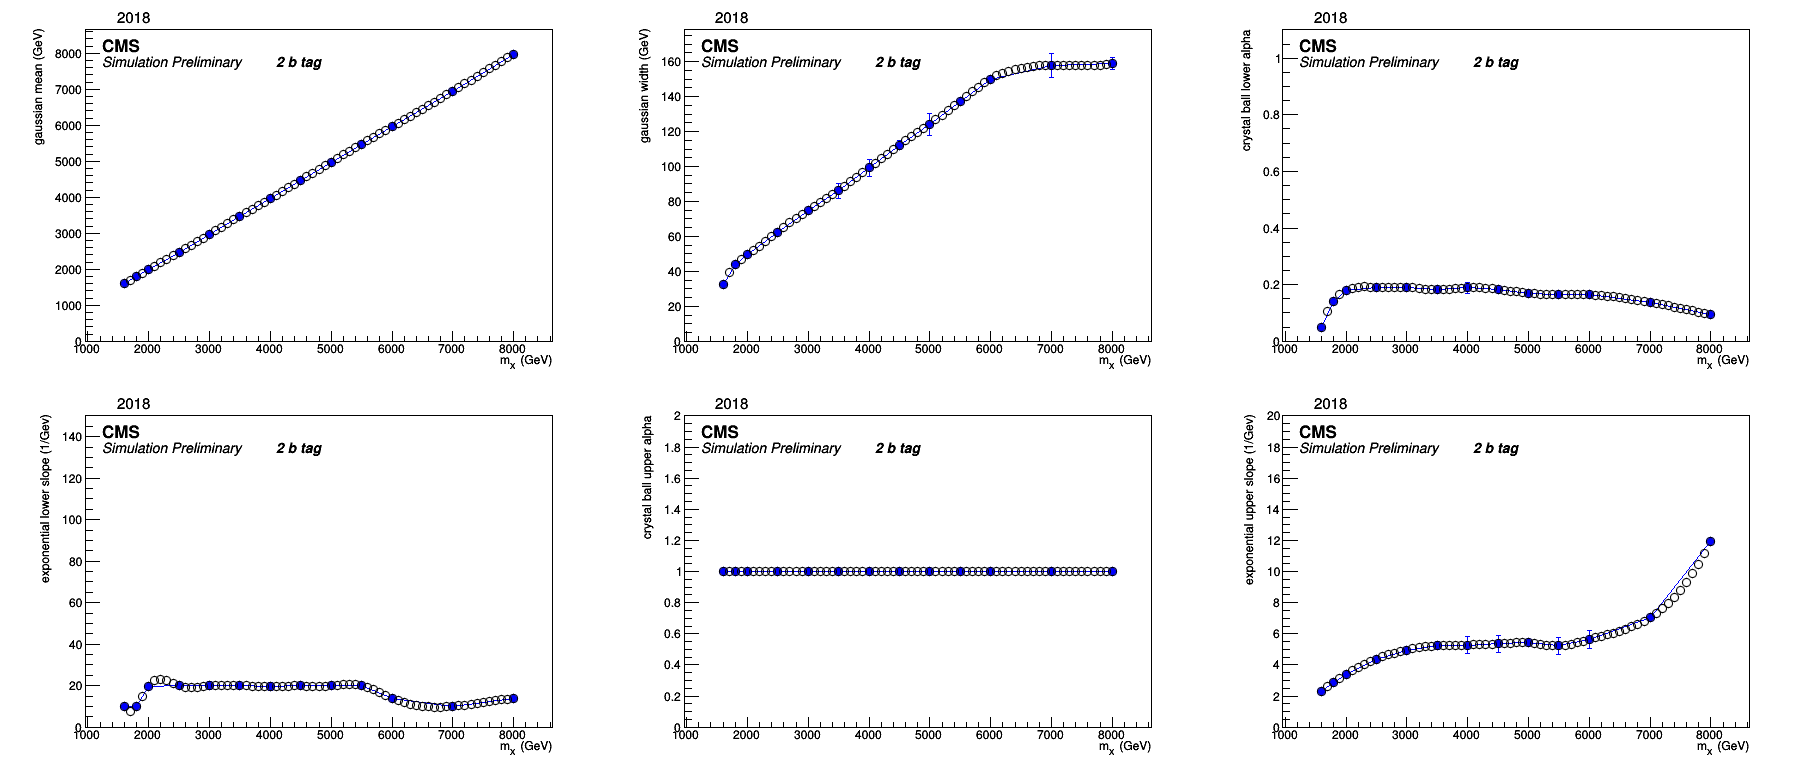 2018
CMS
Simulation Preliminary 2 b tag
gaussian mean (GeV)
8000
7000
6000
5000
4000
3000
2000
1000
0
1000 2000 3000 4000 5000 6000 7000 8000
m_x (GeV)
2018
CMS
Simulation Preliminary 2 b tag
gaussian width (GeV)
160
140
120
100
80
60
40
20
0
1000 2000 3000 4000 5000 6000 7000 8000
m_x (GeV)
2018
CMS
Simulation Preliminary 2 b tag
crystal ball lower alpha
1
0.8
0.6
0.4
0.2
0
1000 2000 3000 4000 5000 6000 7000 8000
m_x (GeV)
2018
CMS
Simulation Preliminary 2 b tag
exponential lower slope (1/Gev)
140
120
100
80
60
40
20
0
1000 2000 3000 4000 5000 6000 7000 8000
m_x (GeV)
2018
CMS
Simulation Preliminary 2 b tag
crystal ball upper alpha
2
1.8
1.6
1.4
1.2
1
0.8
0.6
0.4
0.2
0
1000 2000 3000 4000 5000 6000 7000 8000
m_x (GeV)
2018
CMS
Simulation Preliminary 2 b tag
exponential upper slope (1/Gev)
20
18
16
14
12
10
8
6
4
2
0
1000 2000 3000 4000 5000 6000 7000 8000
m_x (GeV)